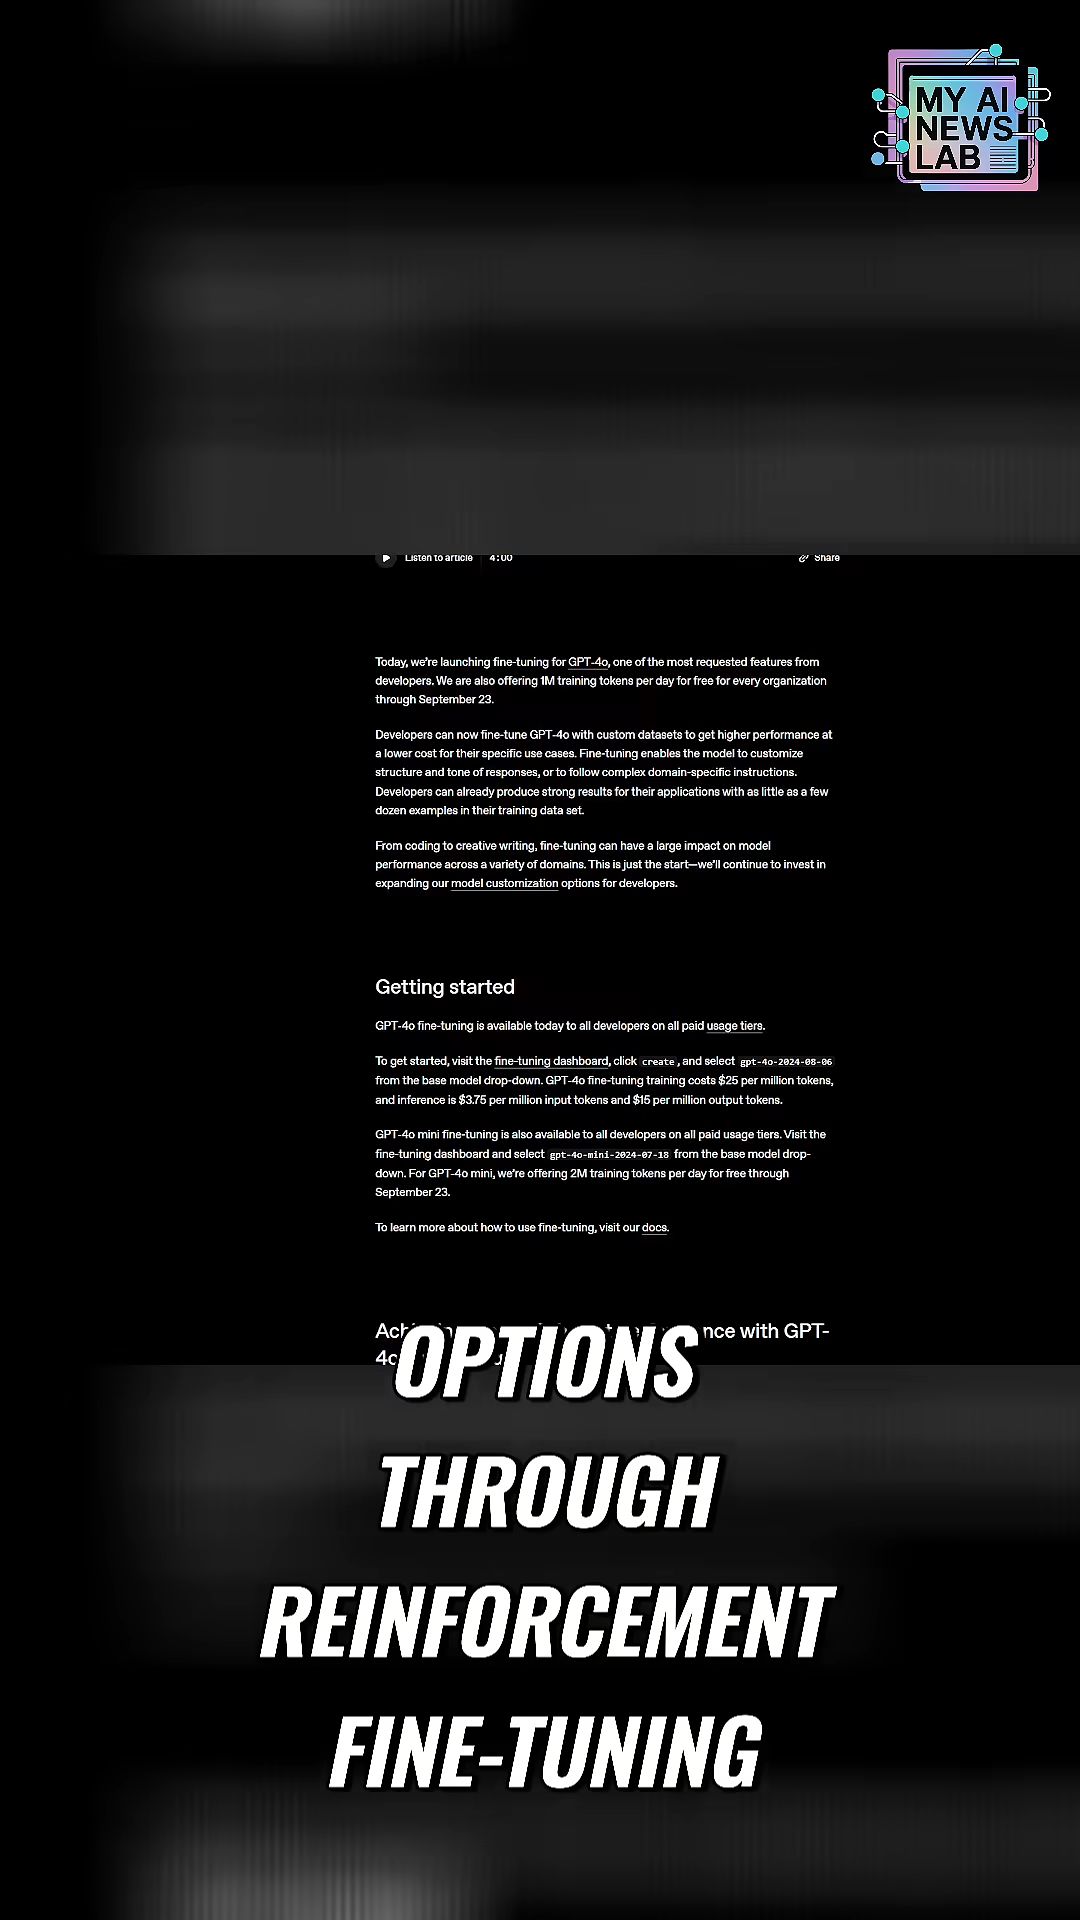 MY AI
NEWS
LAB
Listen to article 4:00 Share
Today, we're launching fine-tuning for GPT-4o, one of the most requested features from
developers. We are also offering 1M training tokens per day for free for every organization
through September 23.
Developers can now fine-tune GPT-4o with custom datasets to get higher performance at
a lower cost for their specific use cases. Fine-tuning enables the model to customize
structure and tone of responses, or to follow complex domain-specific instructions.
Developers can already produce strong results for their applications with as little as a few
dozen examples in their training data set.
From coding to creative writing, fine-tuning can have a large impact on model
performance across a variety of domains. This is just the start—we'll continue to invest in
expanding our model customization options for developers.
Getting started
GPT-4o fine-tuning is available today to all developers on all paid usage tiers.
To get started, visit the fine-tuning dashboard, click create, and select gpt-4o-2024-08-06
from the base model drop-down. GPT-4o fine-tuning training costs $25 per million tokens,
and inference is $3.75 per million input tokens and $15 per million output tokens.
GPT-4o mini fine-tuning is also available to all developers on all paid usage tiers. Visit the
fine-tuning dashboard and select gpt-4o-mini-2024-07-18 from the base model drop-
down. For GPT-4o mini, we're offering 2M training tokens per day for free through
September 23.
To learn more about how to use fine-tuning, visit our docs.
with GPT-
OPTIONS
THROUGH
REINFORCEMENT
FINE-TUNING